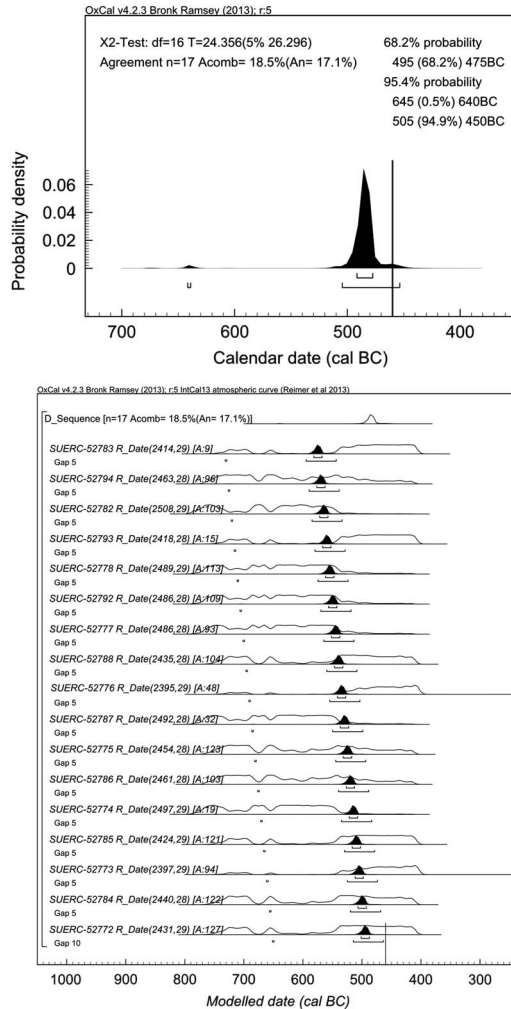 OxCal v4.2.3 Bronk Ramsey (2013); r:5
X2-Test: df=16 T=24.356(5% 26.296)
68.2% probability
Agreement n=17 Acomb= 18.5%(An= 17.1%)
495 (68.2%) 475BC
95.4% probability
645 (0.5%) 640BC
505 (94.9%) 450BC
Probability density
0.06
0.04
0.02
0
700
600
500
400
Calendar date (cal BC)
OxCal v4.2.3 Bronk Ramsey (2013); r:5 IntCal13 atmospheric curve (Reimer et al 2013)
D_Sequence [n=17 Acomb= 18.5%(An= 17.1%)]
SUERC-52783 R_Date(2414,29) [A:9]
Gap 5
SUERC-52794 R_Date(2463,28) [A:96]
Gap 5
SUERC-52782 R_Date(2508,29) [A:103]
Gap 5
SUERC-52793 R_Date(2418,28) [A:15]
Gap 5
SUERC-52778 R_Date(2489,29) [A:113]
Gap 5
SUERC-52792 R_Date(2486,28) [A:109]
Gap 5
SUERC-52777 R_Date(2486,28) [A:93]
Gap 5
SUERC-52788 R_Date(2435,28) [A:104]
Gap 5
SUERC-52776 R_Date(2395,29) [A:48]
Gap 5
SUERC-52787 R_Date(2492,28) [A:32]
Gap 5
SUERC-52775 R_Date(2454,28) [A:123]
Gap 5
SUERC-52786 R_Date(2461,28) [A:103]
Gap 5
SUERC-52774 R_Date(2497,29) [A:19]
Gap 5
SUERC-52785 R_Date(2424,29) [A:121]
Gap 5
SUERC-52773 R_Date(2397,29) [A:94]
Gap 5
SUERC-52784 R_Date(2440,28) [A:122]
Gap 5
SUERC-52772 R_Date(2431,28) [A:127]
Gap 10
1000
900
800
700
600
500
400
300
Modelled date (cal BC)